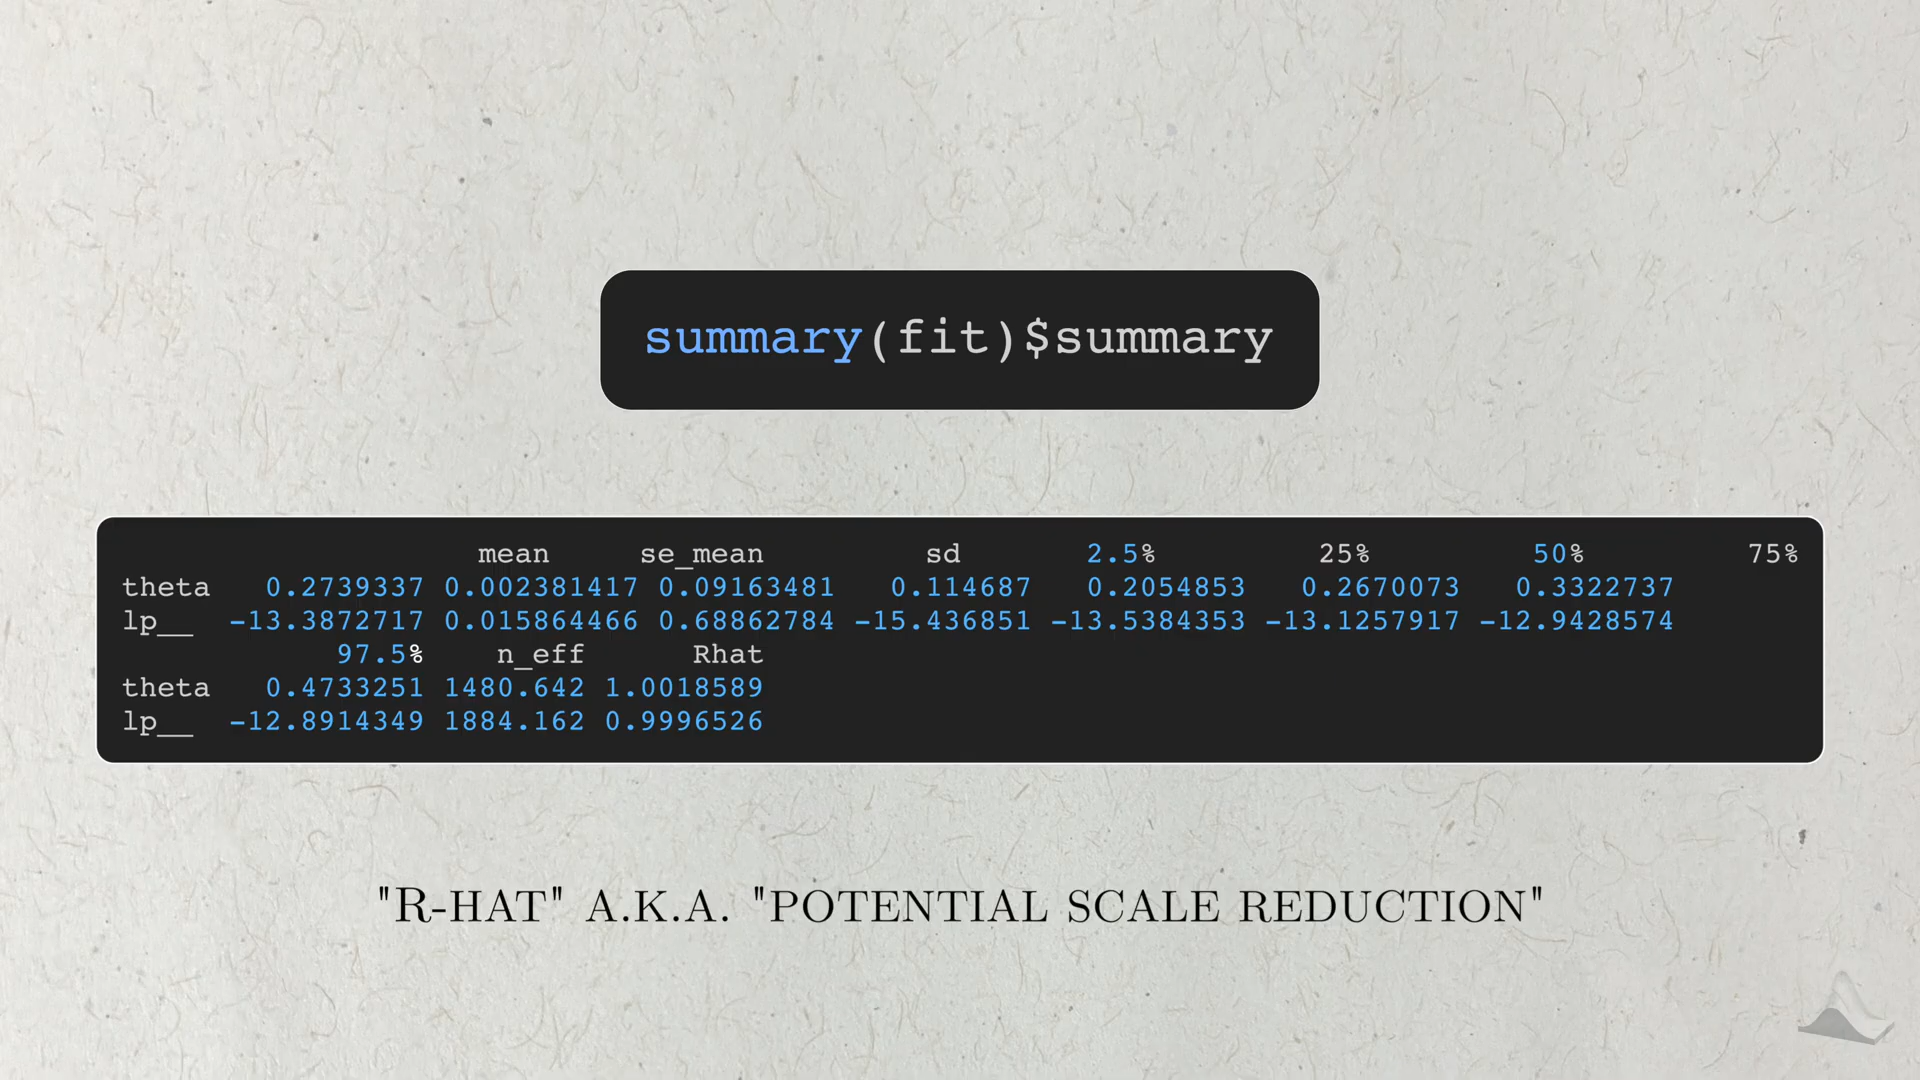 summary(fit)$summary
mean se_mean sd 2.5% 25% 50% 75%
theta 0.2739337 0.002381417 0.09163481 0.114687 0.2054853 0.2670073 0.3322737
lp__ -13.3872717 0.015864466 0.68862784 -15.436851 -13.5384353 -13.1257917 -12.9428574
97.5% n_eff Rhat
theta 0.4733251 1480.642 1.0018589
lp__ -12.8914349 1884.162 0.9996526
"R-HAT" A.K.A. "POTENTIAL SCALE REDUCTION"